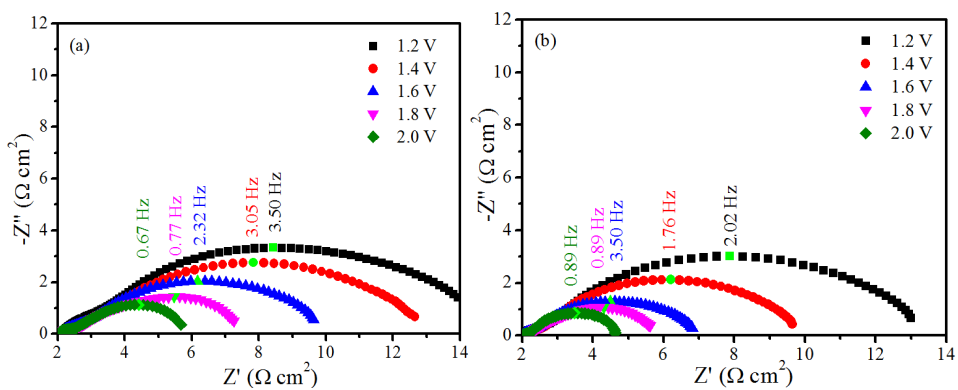 (a)
1.2 V
1.4 V
1.6 V
1.8 V
2.0 V
0.67 Hz
0.77 Hz
2.32 Hz
3.05 Hz
3.50 Hz
-Z'' (Ω cm²)
12
10
8
6
4
2
0
2 4 6 8 10 12 14
Z' (Ω cm²)
(b)
1.2 V
1.4 V
1.6 V
1.8 V
2.0 V
0.89 Hz
0.89 Hz
3.50 Hz
1.76 Hz
2.02 Hz
-Z'' (Ω cm²)
12
10
8
6
4
2
0
2 4 6 8 10 12 14
Z' (Ω cm²)